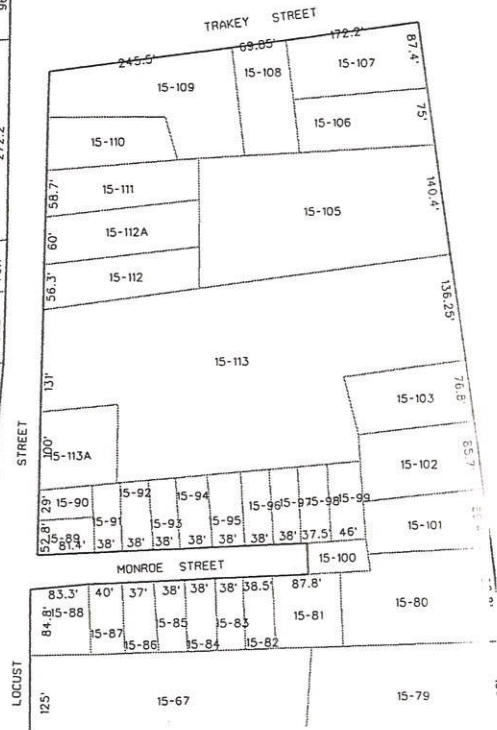 TRAKEY STREET
245.5' 69.85' 172.2'
15-109 15-108 15-107 87.4'
15-106 75'
15-110
58.7' 15-111
15-105 140.4'
60' 15-112A
56.3' 15-112
136.25'
15-113
131'
15-103 76.8'
100' 15-113A
15-102
STREET
29' 15-90 15-92 15-94 15-96 15-97 15-98 15-99
15-91 15-93 15-95
15-101
52.8' 15-89
81.4' 38' 38' 38' 38' 38' 38' 38' 37.5' 46'
15-100
MONROE STREET
83.3' 40' 37' 38' 38' 38' 38.5' 87.8'
84.8' 15-88 15-87 15-86 15-85 15-84 15-83 15-82 15-81 15-80
LOCUST
125' 15-67 15-79
272.2'